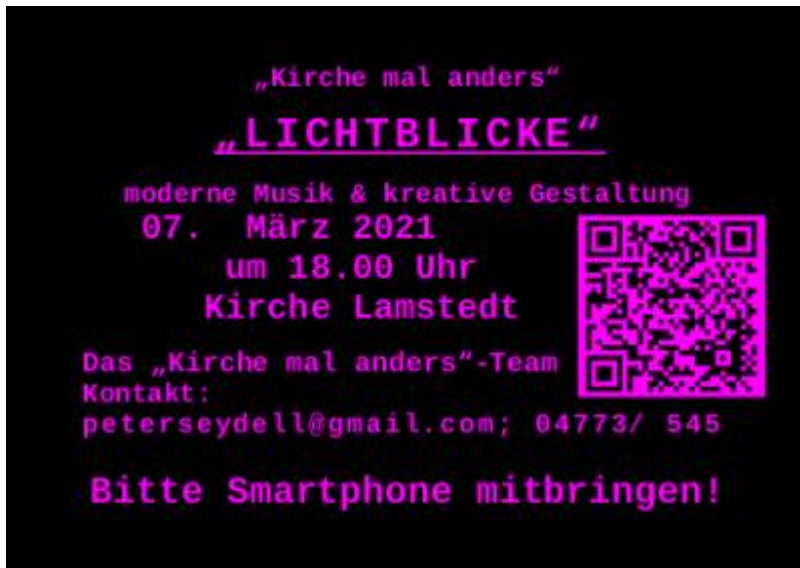 „Kirche mal anders“
„LICHTBLICKE“
moderne Musik & kreative Gestaltung
07. März 2021
um 18.00 Uhr
Kirche Lamstedt
Das „Kirche mal anders“-Team
Kontakt:
peterseydell@gmail.com; 04773/ 545
Bitte Smartphone mitbringen!